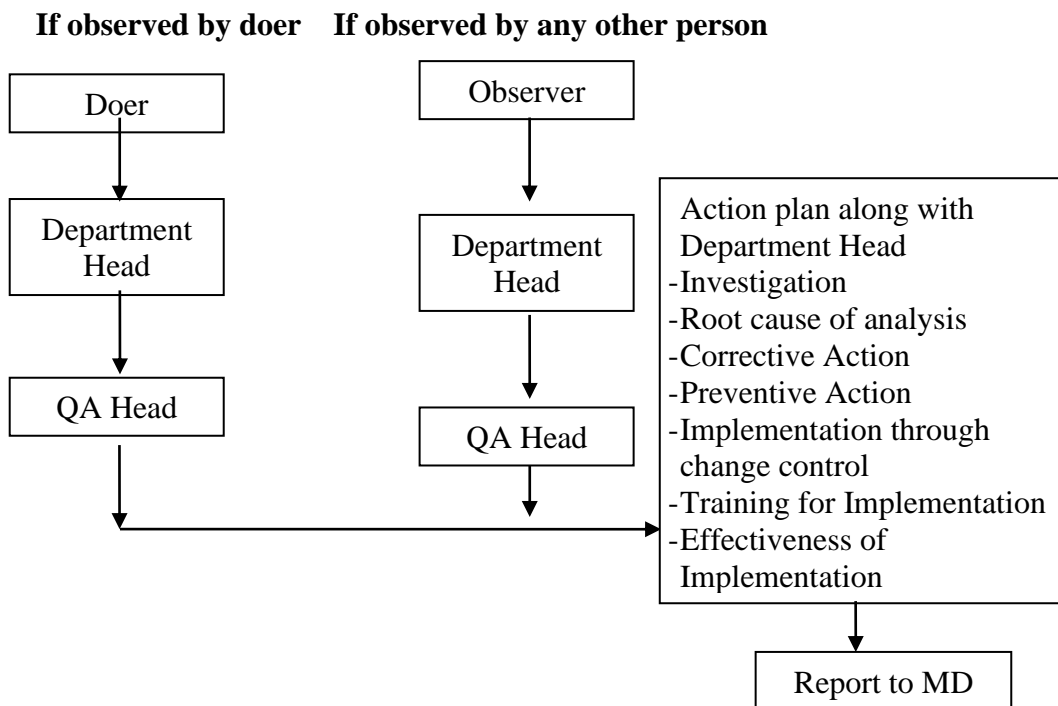 If observed by doer If observed by any other person
Doer
Department
Head
QA Head
Observer
Department
Head
QA Head
Action plan along with
Department Head
-Investigation
-Root cause of analysis
-Corrective Action
-Preventive Action
-Implementation through
change control
-Training for Implementation
-Effectiveness of
Implementation
Report to MD